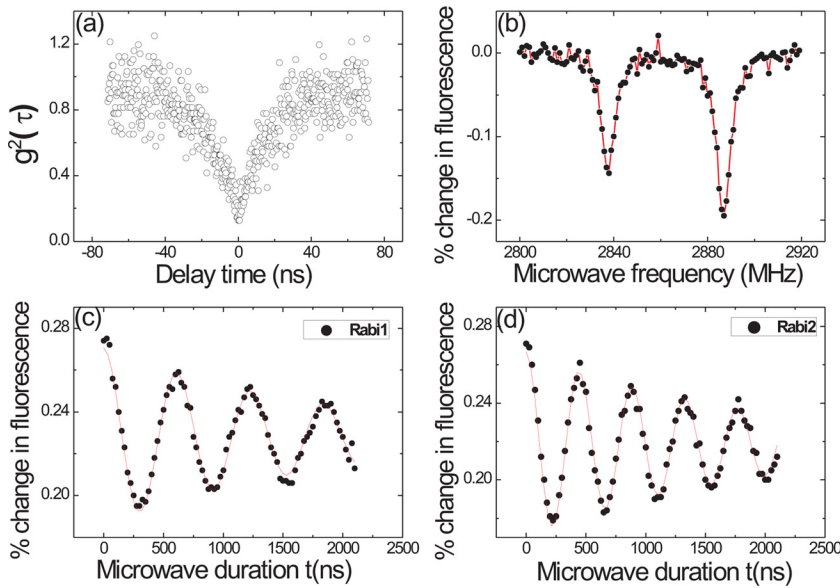 (a)
1.2
0.8
0.4
0.0
g²(τ)
-80 -40 0 40 80
Delay time (ns)
(b)
0.0
-0.1
-0.2
% change in fluorescence
2800 2840 2880 2920
Microwave frequency (MHz)
(c)
Rabi1
0.28
0.24
0.20
% change in fluorescence
0 500 1000 1500 2000 2500
Microwave duration t(ns)
(d)
Rabi2
0.28
0.24
0.20
% change in fluorescence
0 500 1000 1500 2000 2500
Microwave duration t(ns)